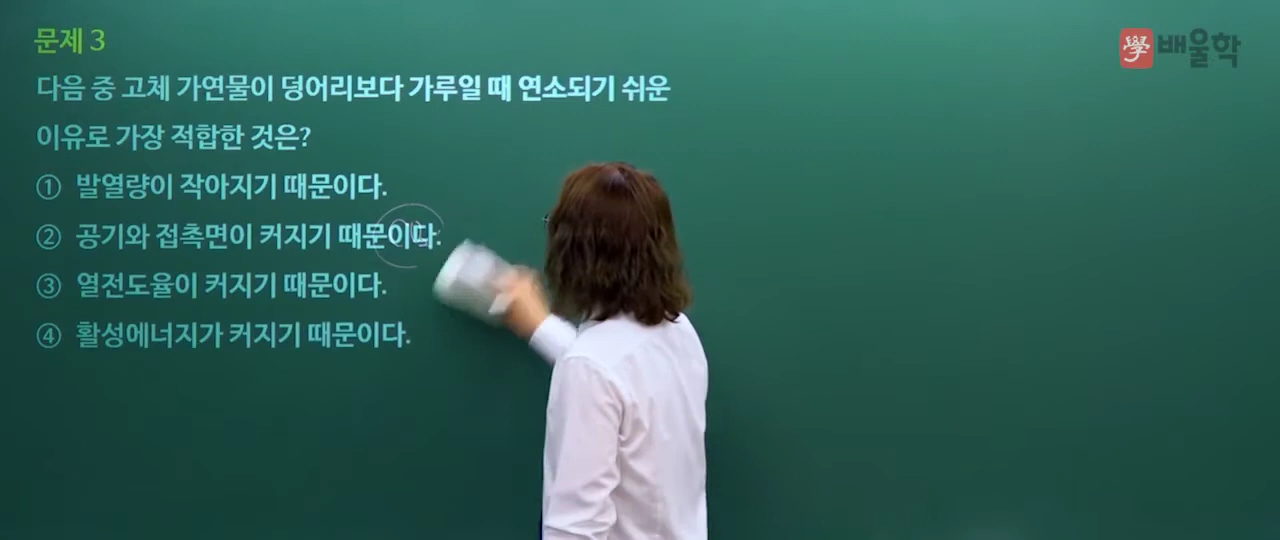 문제 3
學 배울학
다음 중 고체 가연물이 덩어리보다 가루일 때 연소되기 쉬운
이유로 가장 적합한 것은?
① 발열량이 작아지기 때문이다.
② 공기와 접촉면이 커지기 때문이다.
③ 열전도율이 커지기 때문이다.
④ 활성에너지가 커지기 때문이다.